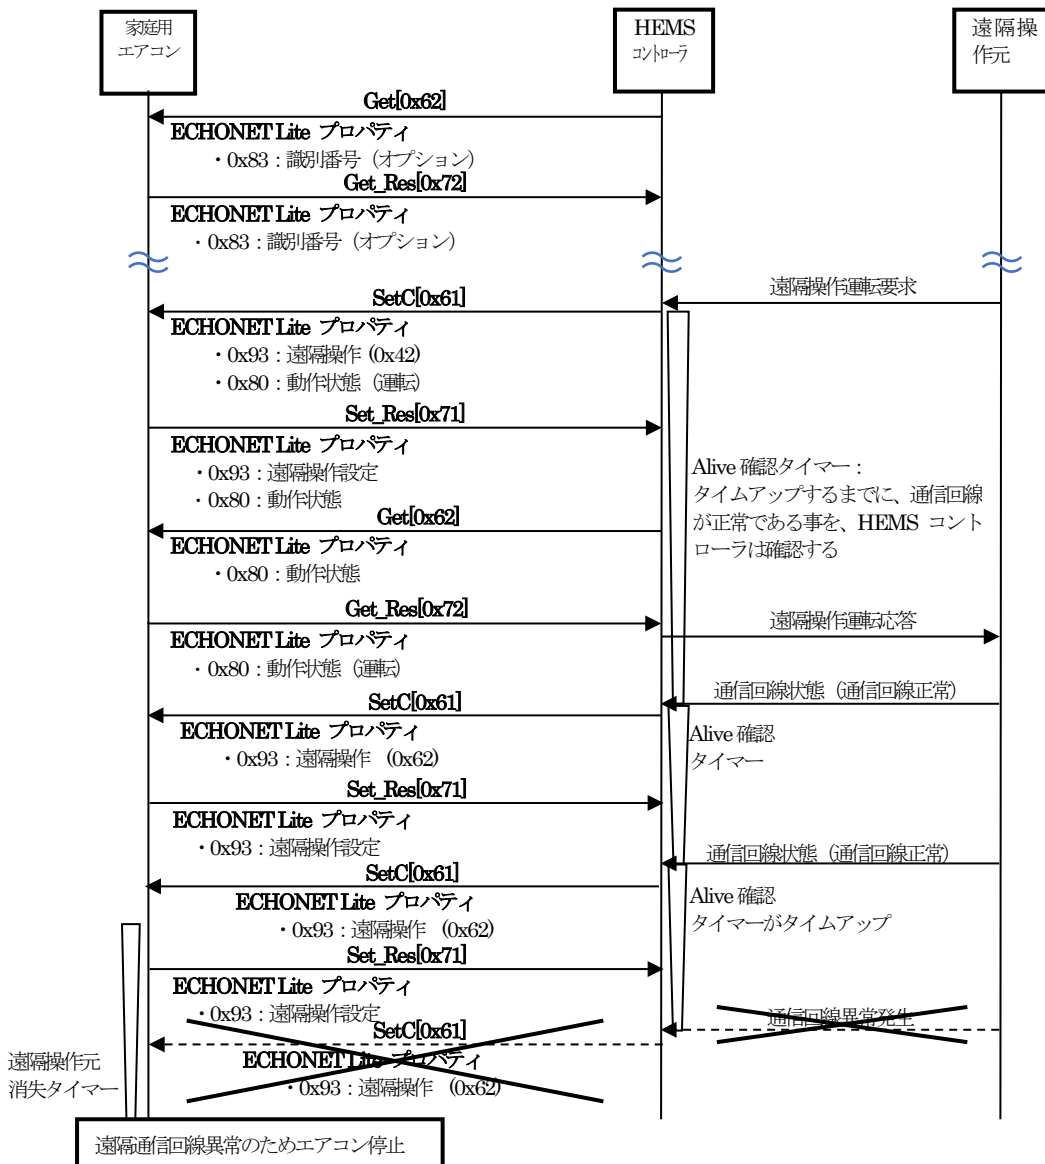 家庭用
エアコン
HEMS
コントローラ
遠隔操
作元
Get[0x62]
ECHONET Lite プロパティ
・0x83：識別番号（オプション）
Get_Res[0x72]
ECHONET Lite プロパティ
・0x83：識別番号（オプション）
遠隔操作運転要求
SetC[0x61]
ECHONET Lite プロパティ
・0x93：遠隔操作 (0x42)
・0x80：動作状態（運転）
Set_Res[0x71]
ECHONET Lite プロパティ
・0x93：遠隔操作設定
・0x80：動作状態
Alive 確認タイマー：
タイムアップするまでに、通信回線
が正常である事を、HEMS コント
ローラは確認する
Get[0x62]
ECHONET Lite プロパティ
・0x80：動作状態
Get_Res[0x72]
遠隔操作運転応答
ECHONET Lite プロパティ
・0x80：動作状態（運転）
通信回線状態（通信回線正常）
SetC[0x61]
ECHONET Lite プロパティ
・0x93：遠隔操作 (0x62)
Alive 確認
タイマー
Set_Res[0x71]
ECHONET Lite プロパティ
・0x93：遠隔操作設定
通信回線状態（通信回線正常）
SetC[0x61]
ECHONET Lite プロパティ
・0x93：遠隔操作 (0x62)
Alive 確認
タイマーがタイムアップ
Set_Res[0x71]
ECHONET Lite プロパティ
・0x93：遠隔操作設定
通信回線異常発生
SetC[0x61]
ECHONET Lite プロパティ
・0x93：遠隔操作 (0x62)
遠隔操作元
消失タイマー
遠隔通信回線異常のためエアコン停止